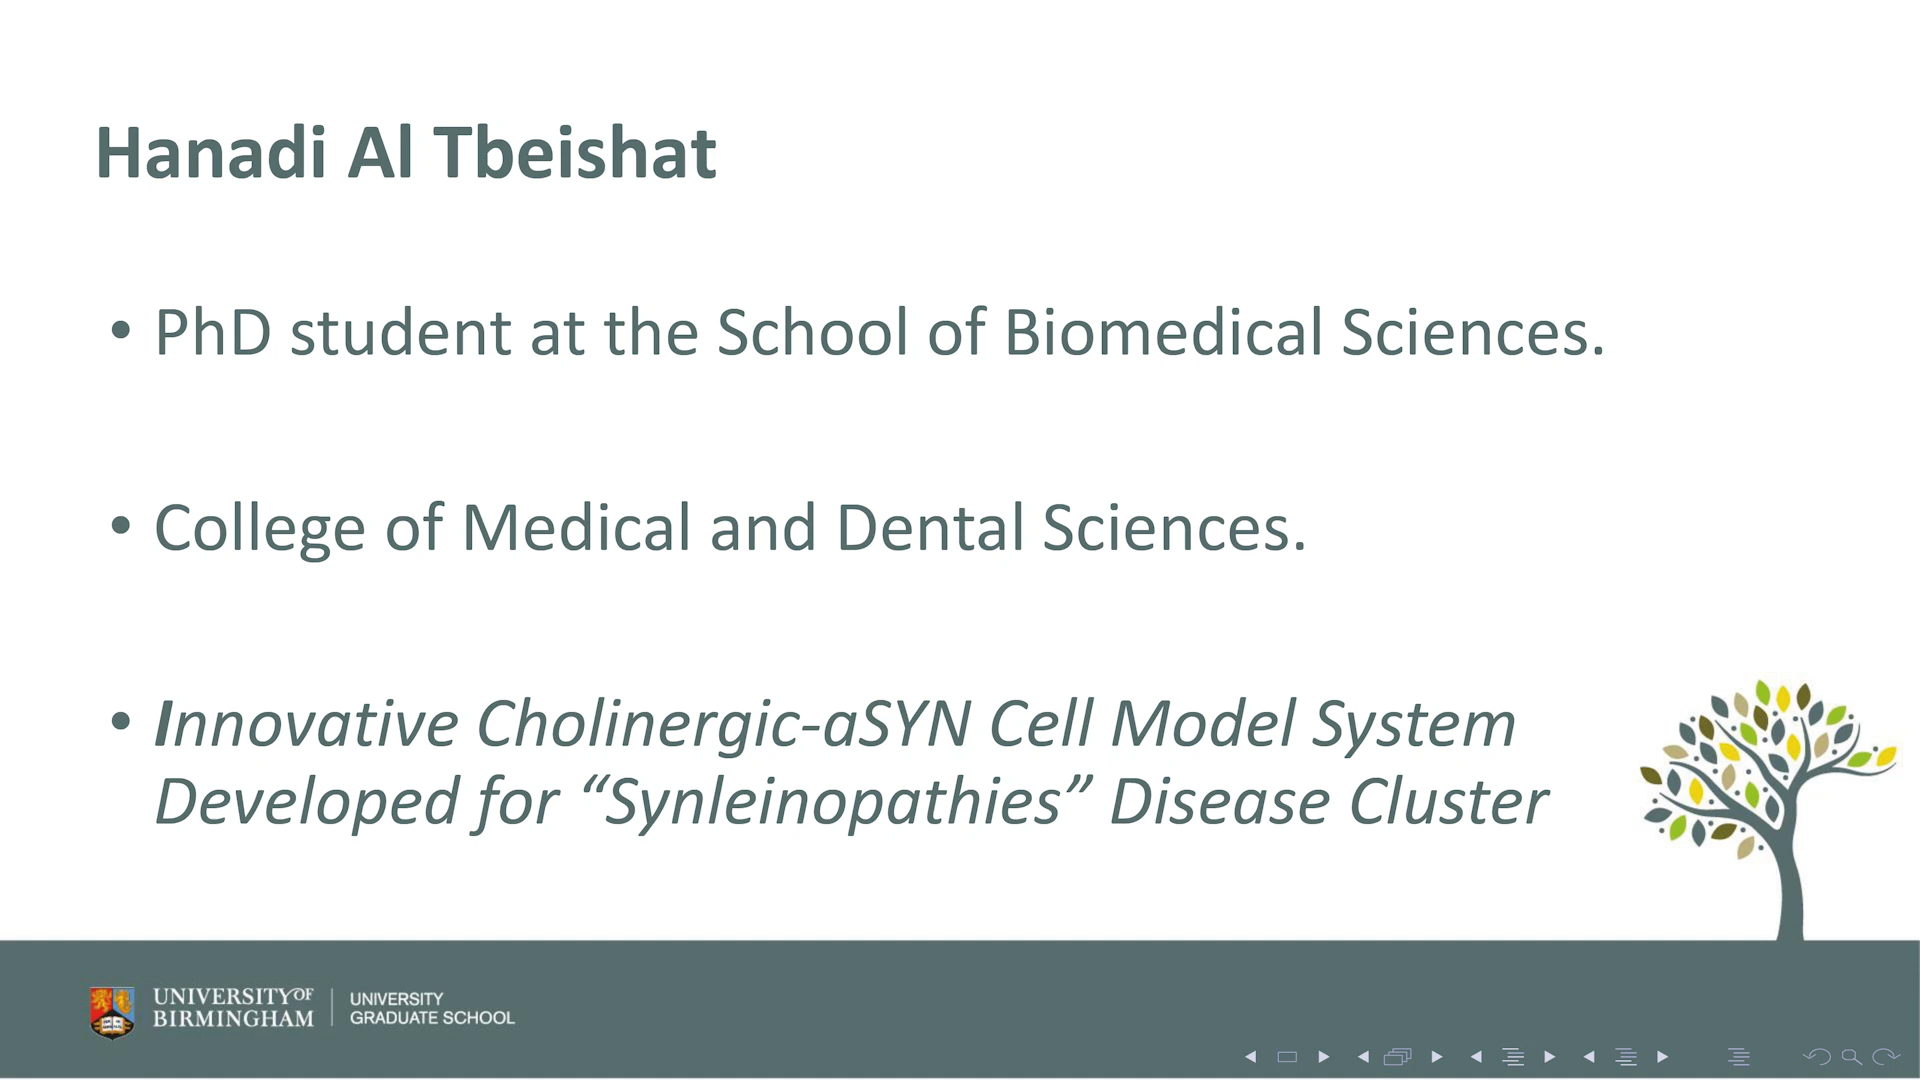 Hanadi Al Tbeishat
• PhD student at the School of Biomedical Sciences.
• College of Medical and Dental Sciences.
• Innovative Cholinergic-aSYN Cell Model System
Developed for “Synleinopathies” Disease Cluster
UNIVERSITY OF
BIRMINGHAM
UNIVERSITY
GRADUATE SCHOOL